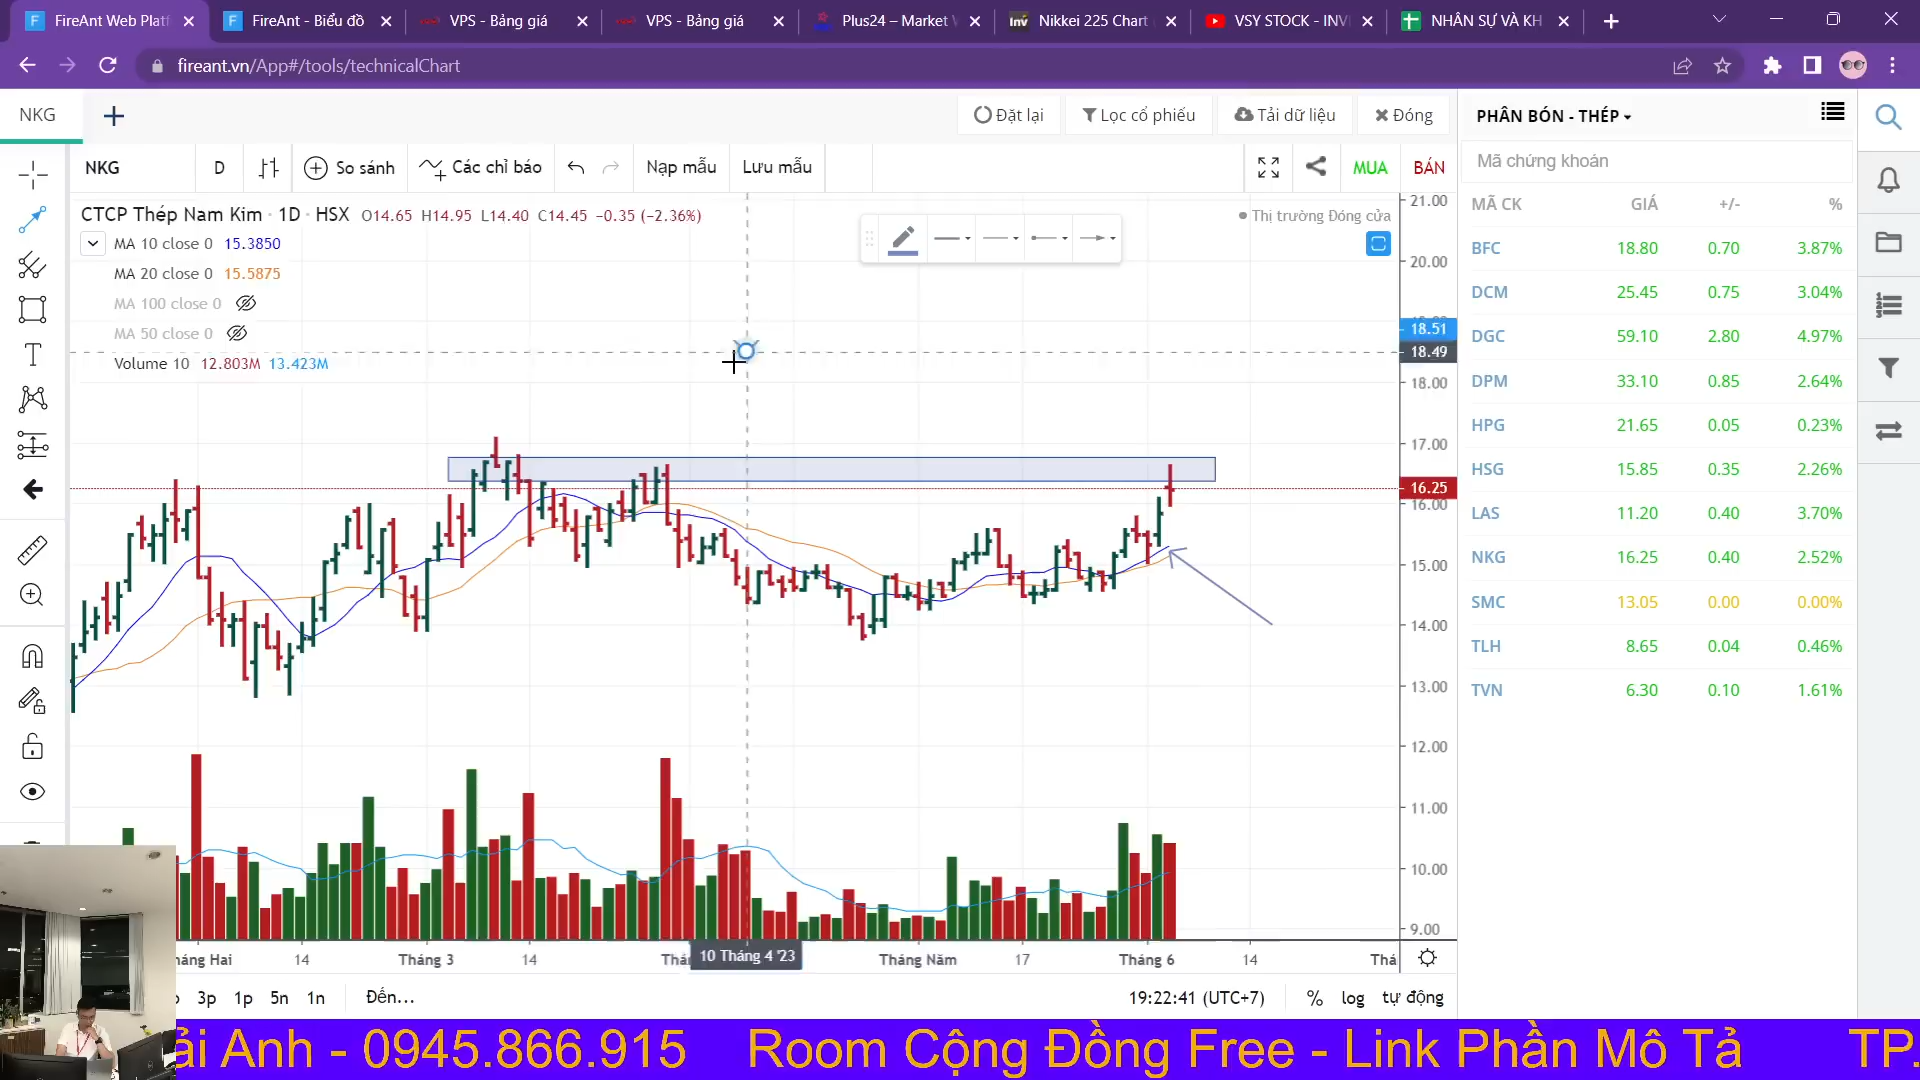 FireAnt Web Platf
FireAnt - Biểu đồ
VPS - Bảng giá
VPS - Bảng giá
Plus24 – Market
Nikkei 225 Chart
VSY STOCK - INV
NHÂN SỰ VÀ KH
fireant.vn/App#/tools/technicalChart
NKG
Đặt lại
Lọc cổ phiếu
Tải dữ liệu
Đóng
PHÂN BÓN - THÉP
NKG
D
So sánh
Các chỉ báo
Nạp mẫu
Lưu mẫu
MUA
BÁN
Mã chứng khoán
CTCP Thép Nam Kim · 1D · HSX O14.65 H14.95 L14.40 C14.45 −0.35 (−2.36%)
Thị trường Đóng cửa
MA 10 close 0 15.3850
MA 20 close 0 15.5875
MA 100 close 0
MA 50 close 0
Volume 10 12.803M 13.423M
21.00
20.00
18.51
18.49
18.00
17.00
16.25
16.00
15.00
14.00
13.00
12.00
11.00
10.00
9.00
MÃ CK GIÁ +/- %
BFC 18.80 0.70 3.87%
DCM 25.45 0.75 3.04%
DGC 59.10 2.80 4.97%
DPM 33.10 0.85 2.64%
HPG 21.65 0.05 0.23%
HSG 15.85 0.35 2.26%
LAS 11.20 0.40 3.70%
NKG 16.25 0.40 2.52%
SMC 13.05 0.00 0.00%
TLH 8.65 0.04 0.46%
TVN 6.30 0.10 1.61%
háng Hai 14 Tháng 3 14 10 Tháng 4 '23 Tháng Năm 17 Tháng 6 14 Thá
3p 1p 5n 1n Đến... 19:22:41 (UTC+7) % log tự động
ải Anh - 0945.866.915 Room Cộng Đồng Free - Link Phần Mô Tả TP.